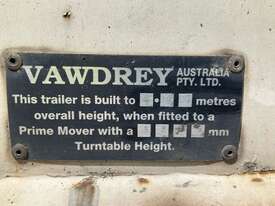 VAWDREY AUSTRALIA PTY. LTD.
This trailer is built to metres
overall height, when fitted to a
Prime Mover with a mm
Turntable Height.